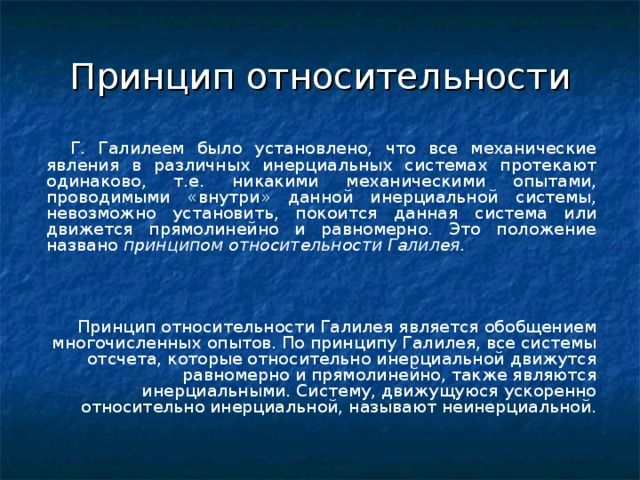 Принцип относительности
Г. Галилеем было установлено, что все механические
явления в различных инерциальных системах протекают
одинаково, т.е. никакими механическими опытами,
проводимыми «внутри» данной инерциальной системы,
невозможно установить, покоится данная система или
движется прямолинейно и равномерно. Это положение
названо принципом относительности Галилея.
Принцип относительности Галилея является обобщением
многочисленных опытов. По принципу Галилея, все системы
отсчета, которые относительно инерциальной движутся
равномерно и прямолинейно, также являются
инерциальными. Систему, движущуюся ускоренно
относительно инерциальной, называют неинерциальной.